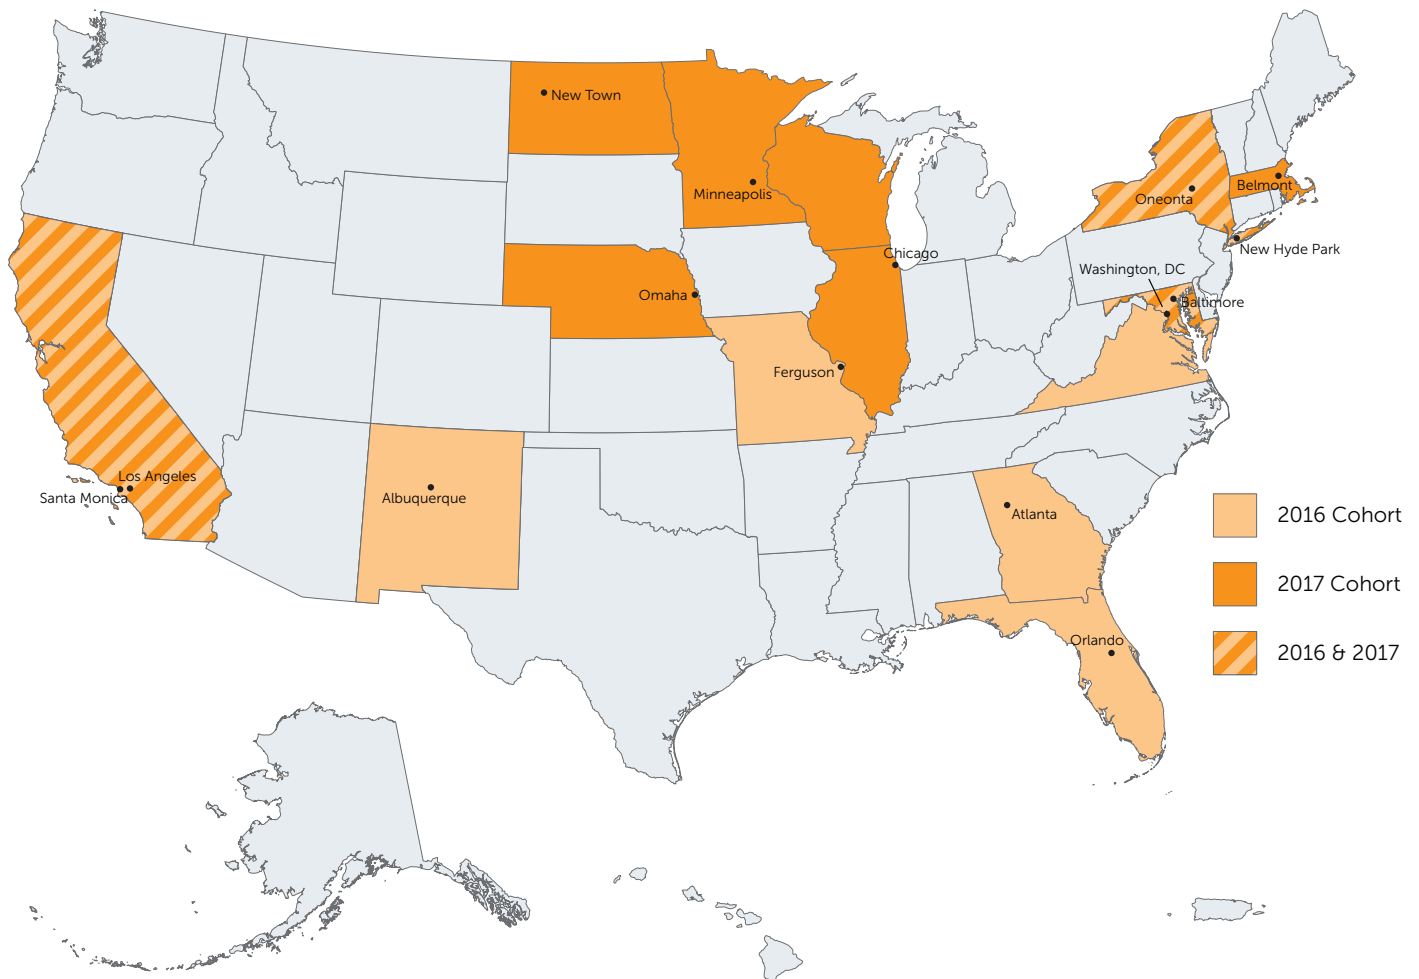 New Town
Minneapolis
Belmont
Oneonta
New Hyde Park
Chicago
Washington, DC
Omaha
Baltimore
Ferguson
Los Angeles
Santa Monica
Albuquerque
Atlanta
Orlando
2016 Cohort
2017 Cohort
2016 & 2017